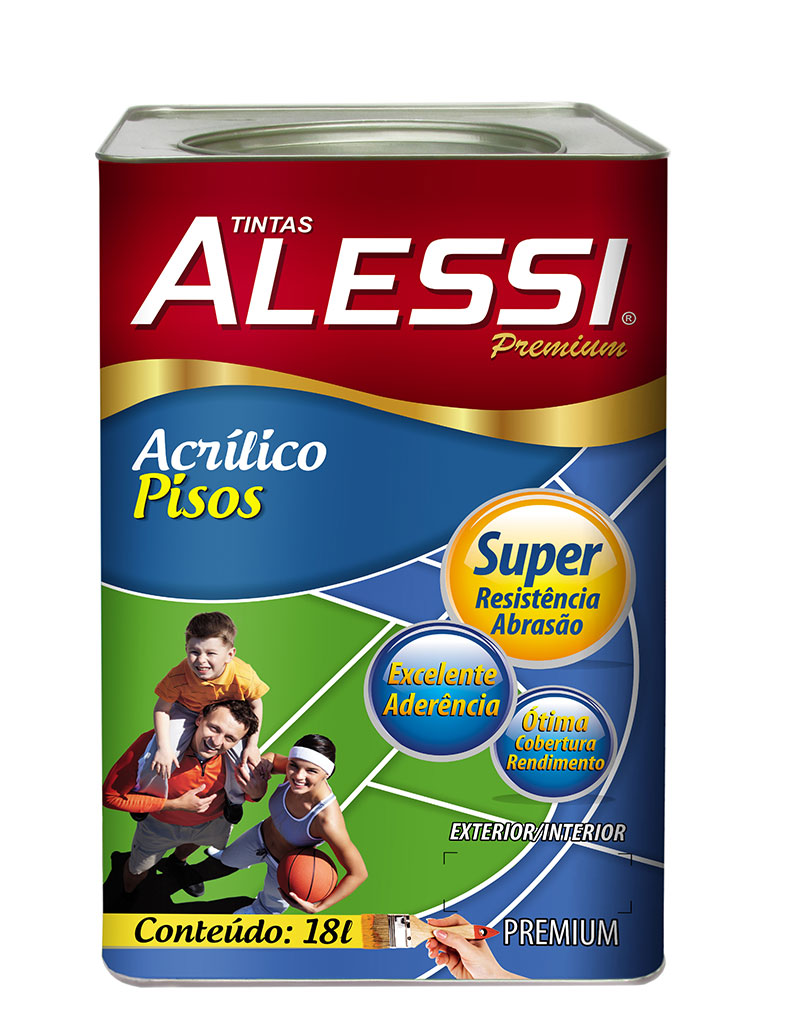 TINTAS
ALESSI®
Premium
Acrílico
Pisos
Super
Resistência
Abrasão
Excelente
Aderência
Ótima
Cobertura
Rendimento
EXTERIOR/INTERIOR
Conteúdo: 18l
PREMIUM